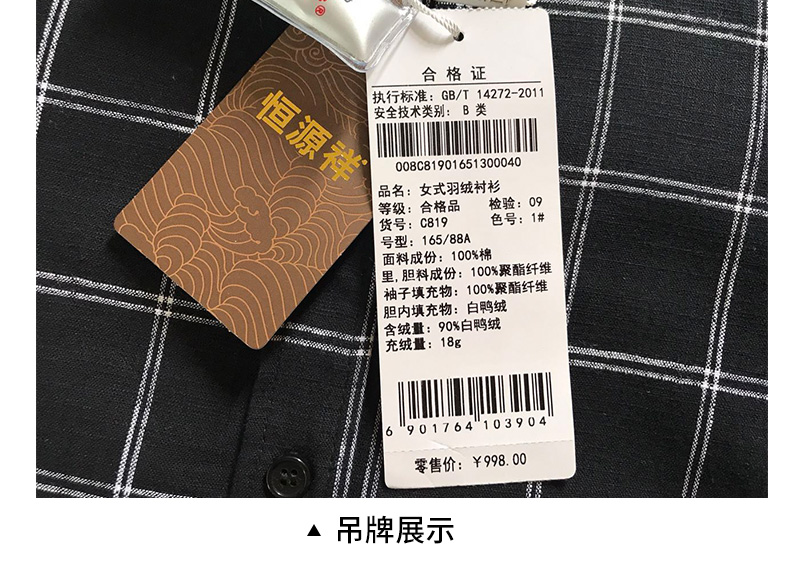 恒源祥
合格证
执行标准：GB/T 14272-2011
安全技术类别：B 类
008C81901651300040
品名：女式羽绒衬衫
等级：合格品 检验：09
货号：C819 色号：1#
号型：165/88A
面料成份：100%棉
里,胆料成份：100%聚酯纤维
袖子填充物：100%聚酯纤维
胆内填充物：白鸭绒
含绒量：90%白鸭绒
充绒量：18g
6 901764 103904
零售价：¥998.00
▲ 吊牌展示